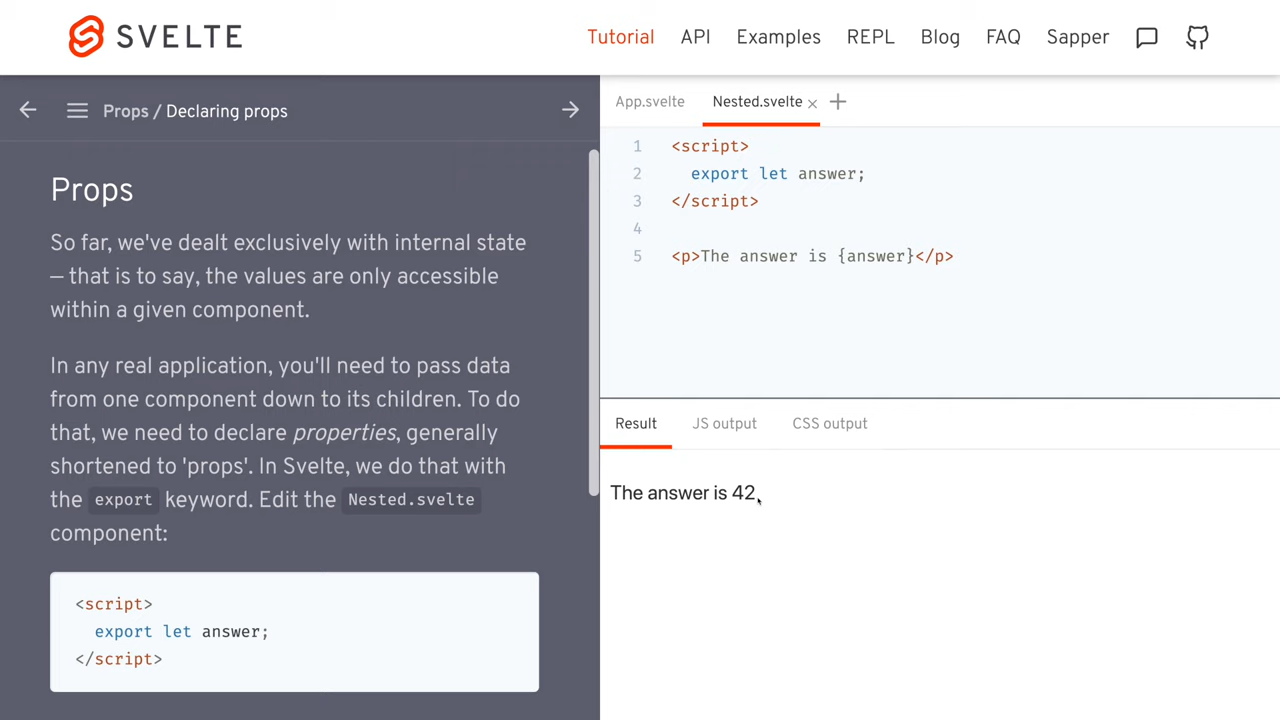 SVELTE
Tutorial API Examples REPL Blog FAQ Sapper
Props / Declaring props
Props
So far, we've dealt exclusively with internal state
— that is to say, the values are only accessible
within a given component.
In any real application, you'll need to pass data
from one component down to its children. To do
that, we need to declare properties, generally
shortened to 'props'. In Svelte, we do that with
the export keyword. Edit the Nested.svelte
component:
<script>
export let answer;
</script>
App.svelte Nested.svelte
1 <script>
2 export let answer;
3 </script>
4
5 <p>The answer is {answer}</p>
Result JS output CSS output
The answer is 42